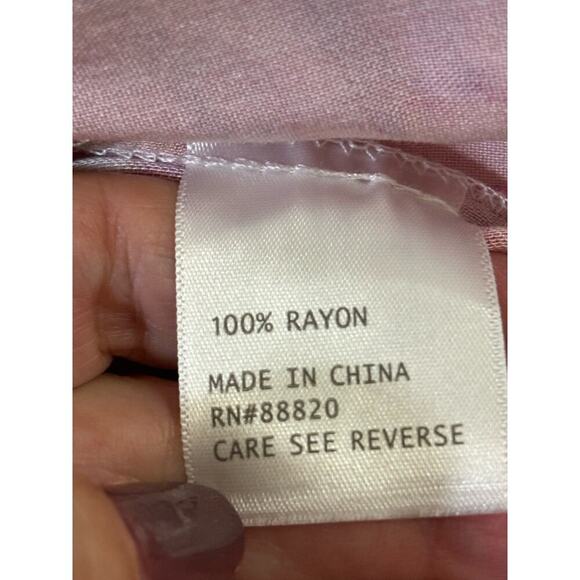 100% RAYON
MADE IN CHINA
RN#88820
CARE SEE REVERSE